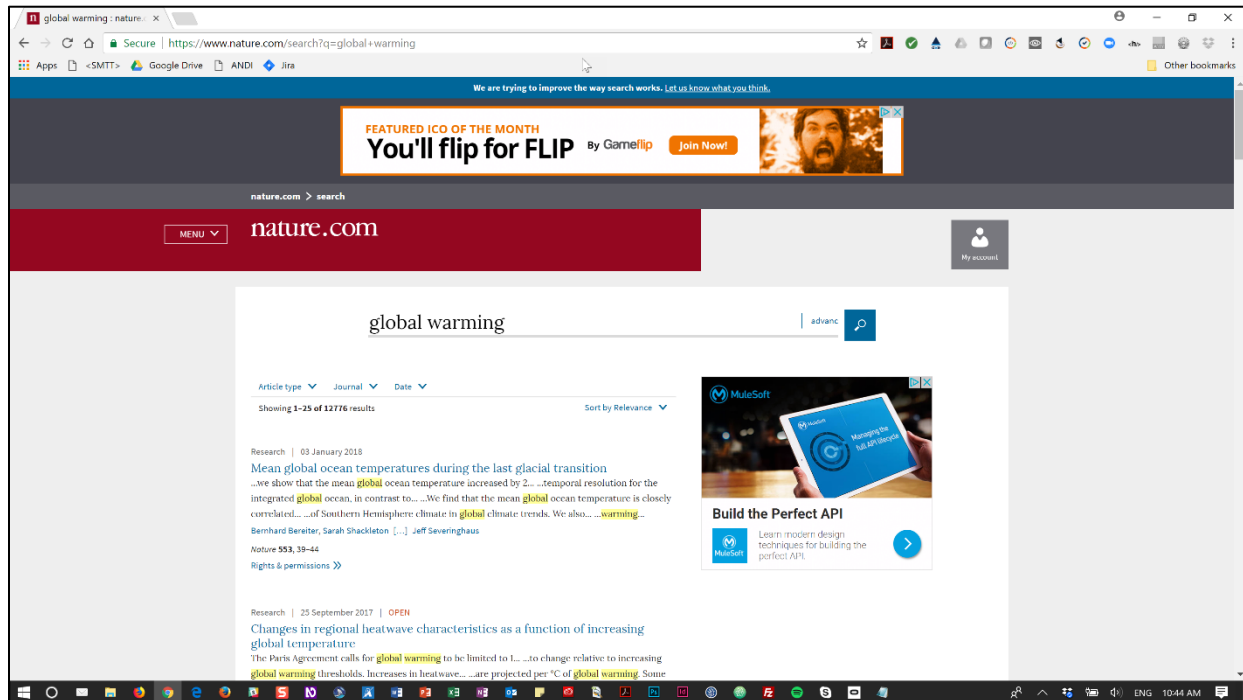 global warming : nature.
Secure | https://www.nature.com/search?q=global+warming
Apps <SMTT> Google Drive ANDI Jira Other bookmarks
We are trying to improve the way search works. Let us know what you think.
FEATURED ICO OF THE MONTH
You'll flip for FLIP By Gameflip Join Now!
nature.com > search
MENU nature.com
My account
global warming advanc
Article type Journal Date
Showing 1–25 of 12776 results Sort by Relevance
Research | 03 January 2018
Mean global ocean temperatures during the last glacial transition
...we show that the mean global ocean temperature increased by 2... ...temporal resolution for the
integrated global ocean, in contrast to... ...We find that the mean global ocean temperature is closely
correlated... ...of Southern Hemisphere climate in global climate trends. We also... ...warming...
Bernhard Bereiter, Sarah Shackleton [...] Jeff Severinghaus
Nature 553, 39–44
Rights & permissions
MuleSoft
MuleSoft
Managing the
full API lifecycle
Build the Perfect API
MuleSoft
Learn modern design
techniques for building the
perfect API.
Research | 25 September 2017 | OPEN
Changes in regional heatwave characteristics as a function of increasing
global temperature
The Paris Agreement calls for global warming to be limited to 1... ...to change relative to increasing
global warming thresholds. Increases in heatwave... ...are projected per °C of global warming. Some
ENG 10:44 AM